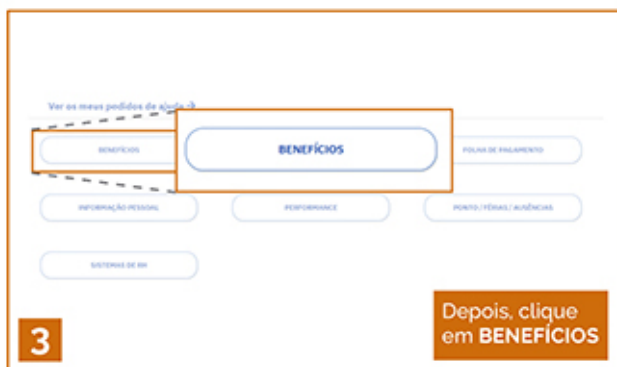 Ver os meus pedidos de ajuda →
BENEFÍCIOS
BENEFÍCIOS
FOLHA DE PAGAMENTO
INFORMAÇÃO PESSOAL
PERFORMANCE
PONTO / FÉRIAS / AUSÊNCIAS
SISTEMAS DE RH
3
Depois, clique
em BENEFÍCIOS